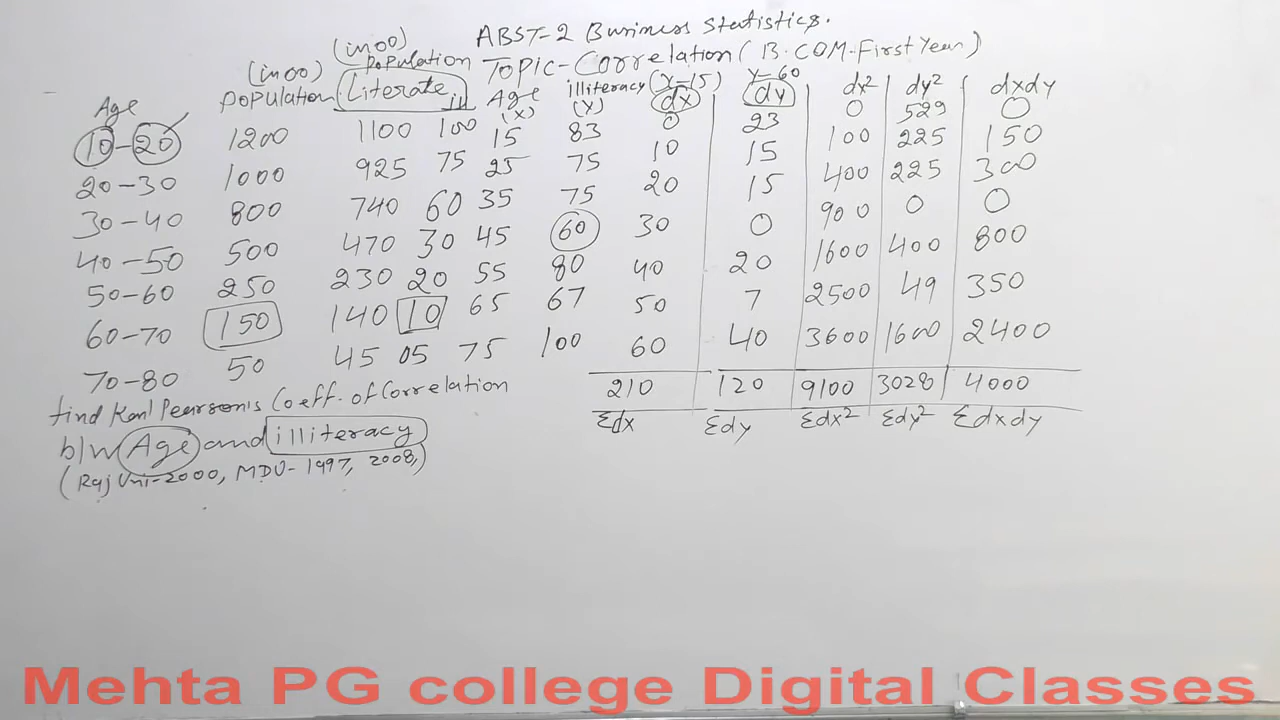 ABST-2 Business Statistics.
(in00) (in00) population Topic-Correlation (B.COM-First Year)
Age population Literate ill Age (X) illiteracy (Y) (X-15) dx Y-60 dy dx² dy² dxdy
10-20 1200 1100 100 15 83 0 23 0 529 0
20-30 1000 925 75 25 75 10 15 100 225 150
30-40 800 740 60 35 75 20 15 400 225 300
40-50 500 470 30 45 60 30 0 900 0 0
50-60 250 230 20 55 80 40 20 1600 400 800
60-70 150 140 10 65 67 50 7 2500 49 350
70-80 50 45 05 75 100 60 40 3600 1600 2400
210 120 9100 3028 4000
Σdx Σdy Σdx² Σdy² Σdxdy
find Karl Pearson's Coeff. of Correlation
b/w Age and illiteracy
(Raj Uni-2000, MDU-1997, 2008,)
Mehta PG college Digital Classes